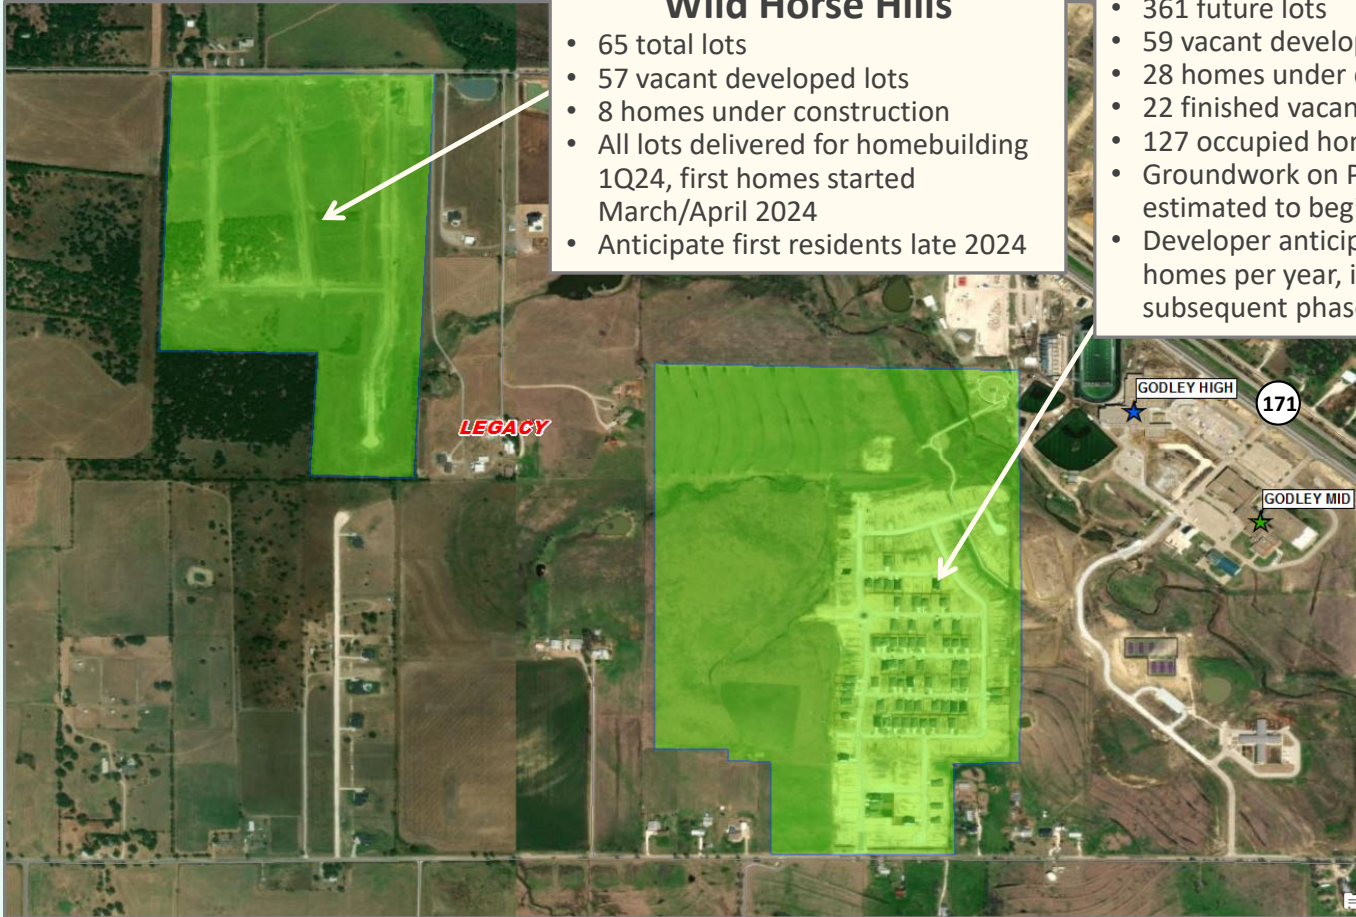 Wild Horse Hills
• 65 total lots
• 57 vacant developed lots
• 8 homes under construction
• All lots delivered for homebuilding
1Q24, first homes started
March/April 2024
• Anticipate first residents late 2024
• 361 future lots
• 59 vacant develop
• 28 homes under
• 22 finished vacan
• 127 occupied hor
• Groundwork on
estimated to beg
• Developer anticip
homes per year, i
subsequent phas
GODLEY HIGH
171
LEGACY
GODLEY MID